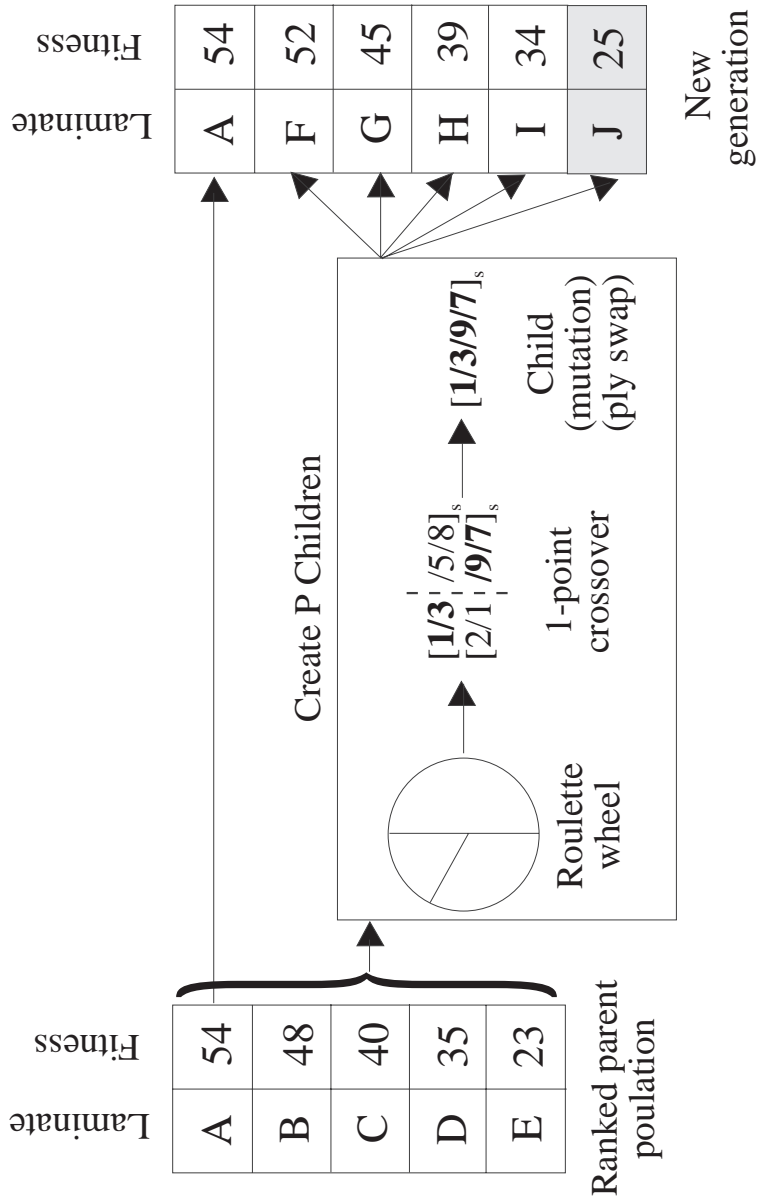 Laminate Fitness
A 54
B 48
C 40
D 35
E 23
Ranked parent
poulation
Create P Children
Roulette
wheel
[1/3 /5/8]s
[2/1 /9/7]s
1-point
crossover
[1/3/9/7]s
Child
(mutation)
(ply swap)
Laminate Fitness
A 54
F 52
G 45
H 39
I 34
J 25
New
generation